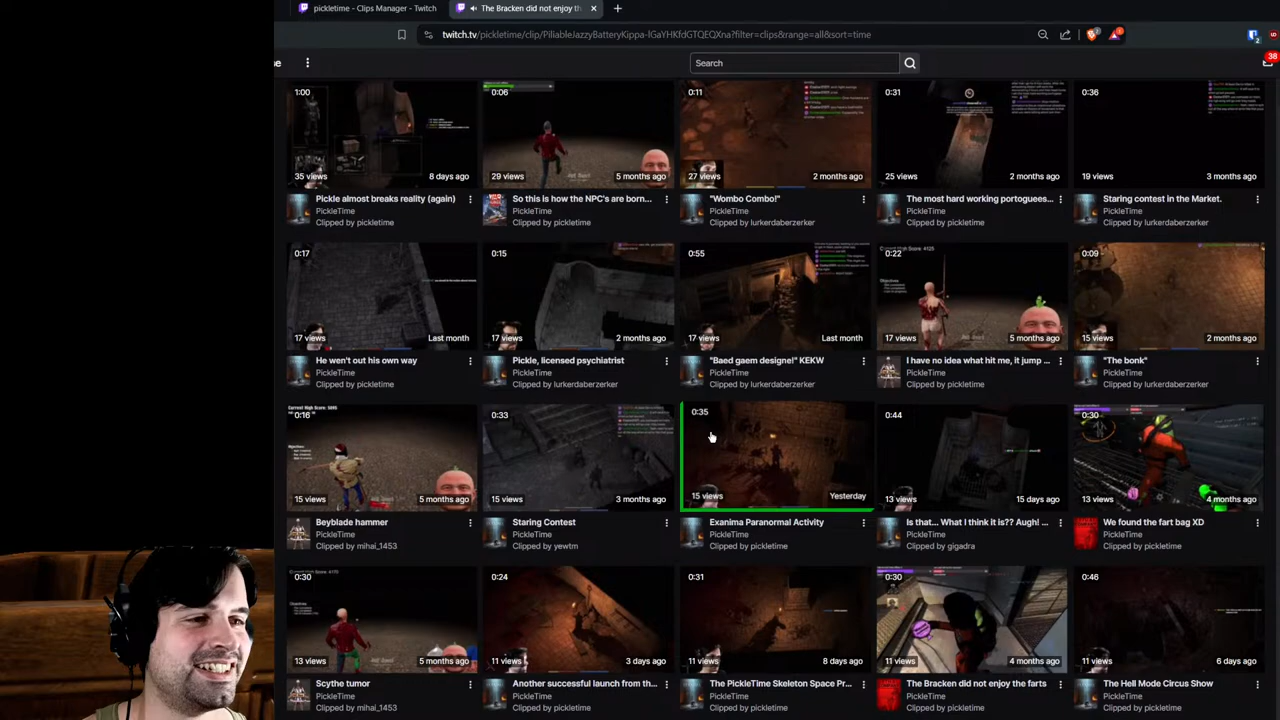 pickletime - Clips Manager - Twitch
The Bracken did not enjoy th
twitch.tv/pickletime/clip/PiliableJazzyBatteryKippa-lGaYHKfdGTQEQXna?filter=clips&range=all&sort=time
Search
38
1:00
35 views
8 days ago
Pickle almost breaks reality (again)
PickleTime
Clipped by pickletime
0:06
29 views
5 months ago
So this is how the NPC's are born...
PickleTime
Clipped by pickletime
0:11
27 views
2 months ago
"Wombo Combo!"
PickleTime
Clipped by lurkerdaberzerker
0:31
25 views
2 months ago
The most hard working portoguees...
PickleTime
Clipped by lurkerdaberzerker
0:36
19 views
3 months ago
Staring contest in the Market.
PickleTime
Clipped by lurkerdaberzerker
0:17
17 views
Last month
He wen't out his own way
PickleTime
Clipped by pickletime
0:15
17 views
2 months ago
Pickle, licensed psychiatrist
PickleTime
Clipped by lurkerdaberzerker
0:55
17 views
Last month
"Baed gaem designe!" KEKW
PickleTime
Clipped by lurkerdaberzerker
Current High Score: 4125
0:22
Objectives
17 views
5 months ago
I have no idea what hit me, it jump ...
PickleTime
Clipped by pickletime
0:09
15 views
2 months ago
"The bonk"
PickleTime
Clipped by lurkerdaberzerker
0:16
15 views
5 months ago
Beyblade hammer
PickleTime
Clipped by mihai_1453
0:33
15 views
3 months ago
Staring Contest
PickleTime
Clipped by yewtm
0:35
15 views
Yesterday
Exanima Paranormal Activity
PickleTime
Clipped by pickletime
0:44
13 views
15 days ago
Is that... What I think it is?? Augh! ...
PickleTime
Clipped by gigadra
0:30
13 views
4 months ago
We found the fart bag XD
PickleTime
Clipped by pickletime
0:30
13 views
5 months ago
Scythe tumor
PickleTime
Clipped by mihai_1453
0:24
11 views
3 days ago
Another successful launch from th...
PickleTime
Clipped by pickletime
0:31
11 views
8 days ago
The PickleTime Skeleton Space Pr...
PickleTime
Clipped by pickletime
0:30
11 views
4 months ago
The Bracken did not enjoy the farts
PickleTime
Clipped by pickletime
0:46
11 views
6 days ago
The Hell Mode Circus Show
PickleTime
Clipped by pickletime